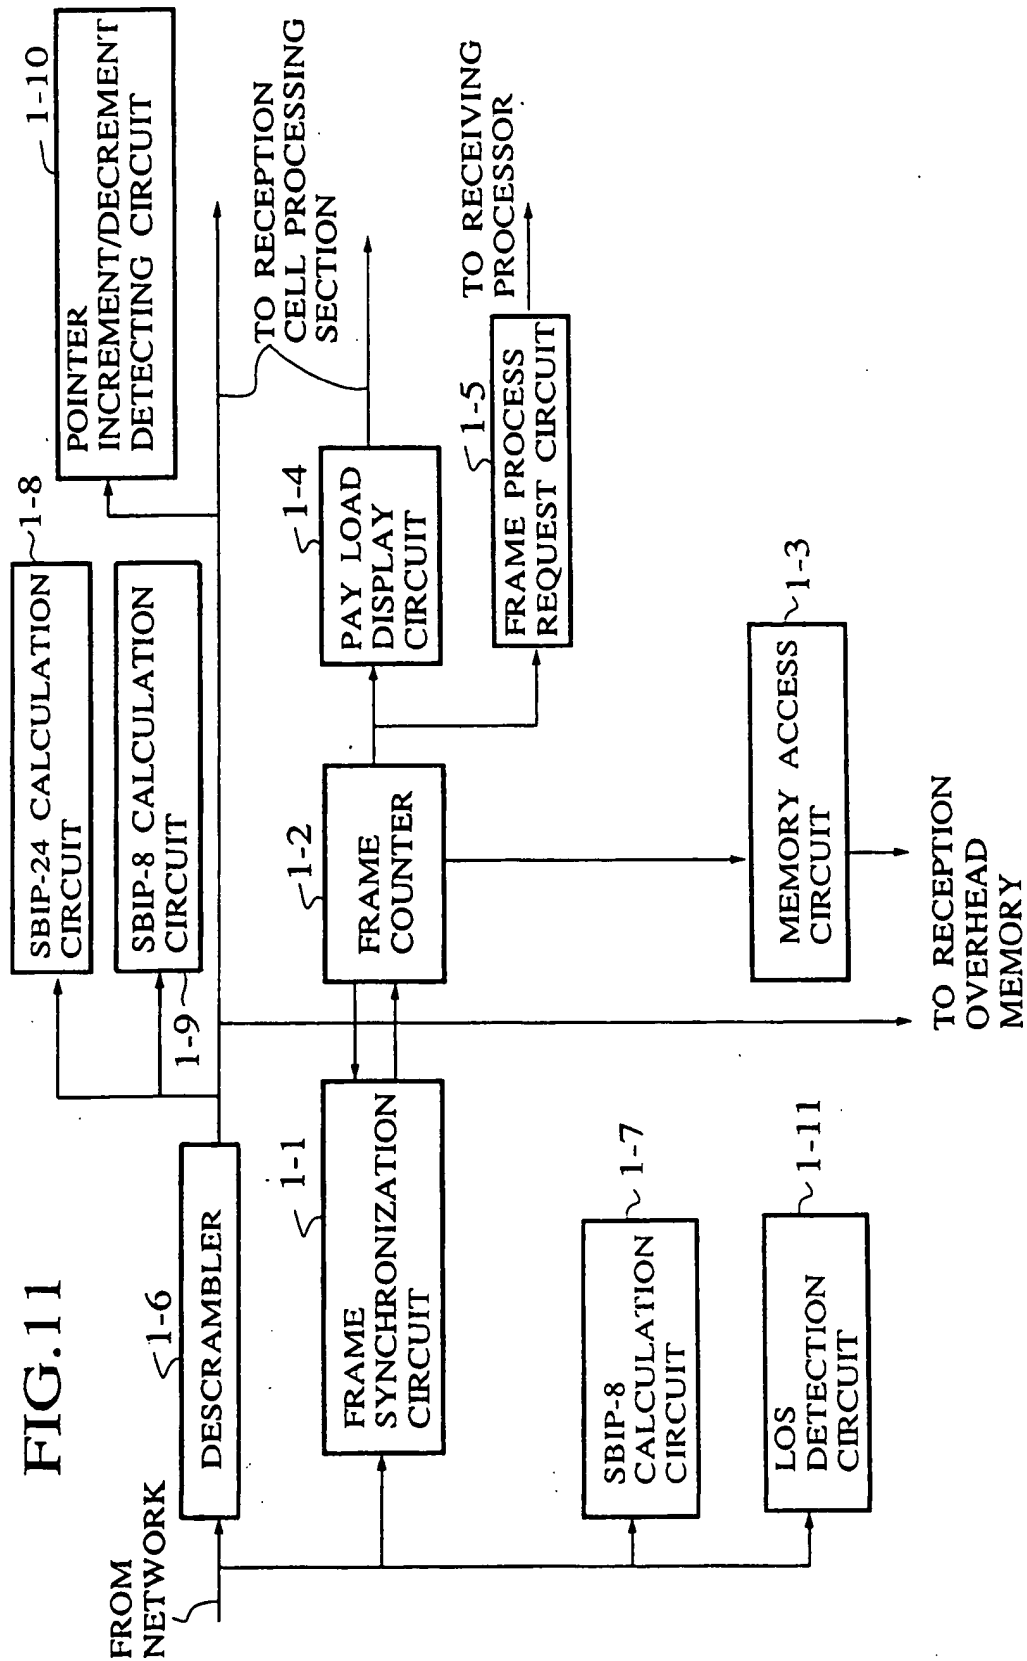 FIG.11
FROM
NETWORK
1-6
DESCRAMBLER
1-8
SBIP-24 CALCULATION
CIRCUIT
SBIP-8 CALCULATION
CIRCUIT
1-9
1-10
POINTER
INCREMENT/DECREMENT
DETECTING CIRCUIT
TO RECEPTION
CELL PROCESSING
SECTION
1-1
FRAME
SYNCHRONIZATION
CIRCUIT
1-2
FRAME
COUNTER
1-4
PAY LOAD
DISPLAY
CIRCUIT
1-5
FRAME PROCESS
REQUEST CIRCUIT
TO RECEIVING
PROCESSOR
1-7
SBIP-8
CALCULATION
CIRCUIT
1-11
LOS
DETECTION
CIRCUIT
1-3
MEMORY ACCESS
CIRCUIT
TO RECEPTION
OVERHEAD
MEMORY